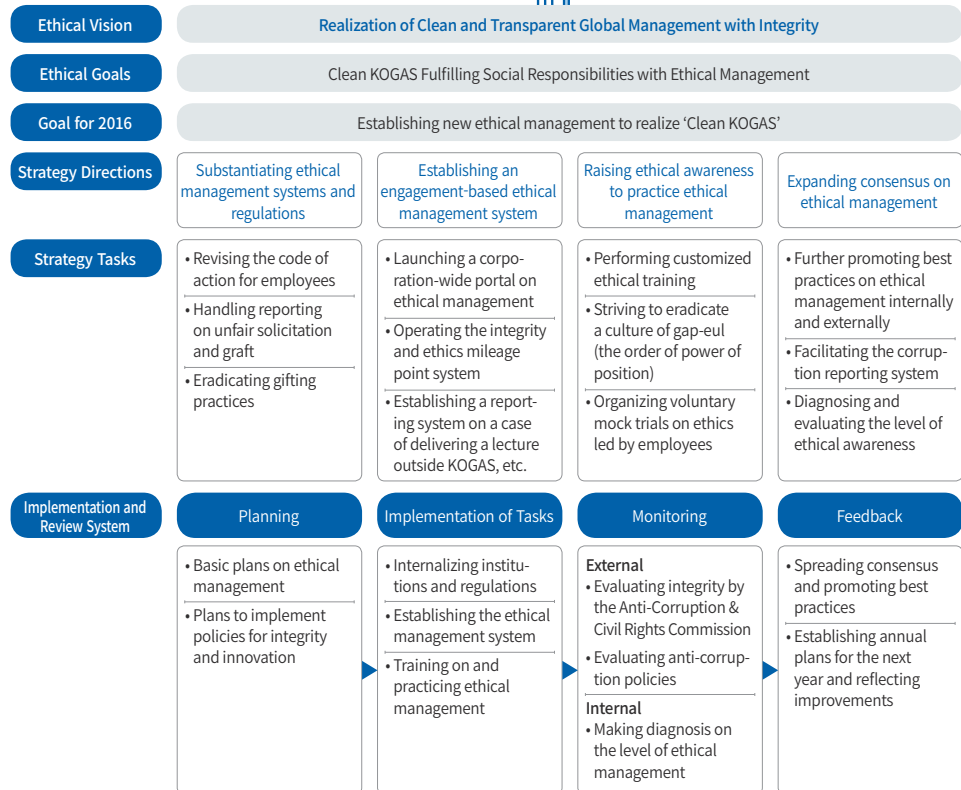 Ethical Vision
Realization of Clean and Transparent Global Management with Integrity
Ethical Goals
Clean KOGAS Fulfilling Social Responsibilities with Ethical Management
Goal for 2016
Establishing new ethical management to realize ‘Clean KOGAS’
Strategy Directions
Substantiating ethical
management systems and
regulations
Establishing an
engagement-based ethical
management system
Raising ethical awareness
to practice ethical
management
Expanding consensus on
ethical management
Strategy Tasks
• Revising the code of
action for employees
• Handling reporting
on unfair solicitation
and graft
• Eradicating gifting
practices
• Launching a corpo-
ration-wide portal on
ethical management
• Operating the integrity
and ethics mileage
point system
• Establishing a report-
ing system on a case
of delivering a lecture
outside KOGAS, etc.
• Performing customized
ethical training
• Striving to eradicate
a culture of gap-eul
(the order of power of
position)
• Organizing voluntary
mock trials on ethics
led by employees
• Further promoting best
practices on ethical
management internally
and externally
• Facilitating the corrup-
tion reporting system
• Diagnosing and
evaluating the level of
ethical awareness
Implementation and
Review System
Planning
Implementation of Tasks
Monitoring
Feedback
• Basic plans on ethical
management
• Plans to implement
policies for integrity
and innovation
• Internalizing institu-
tions and regulations
• Establishing the ethical
management system
• Training on and
practicing ethical
management
External
• Evaluating integrity by
the Anti-Corruption &
Civil Rights Commission
• Evaluating anti-corrup-
tion policies
Internal
• Making diagnosis on
the level of ethical
management
• Spreading consensus
and promoting best
practices
• Establishing annual
plans for the next
year and reflecting
improvements